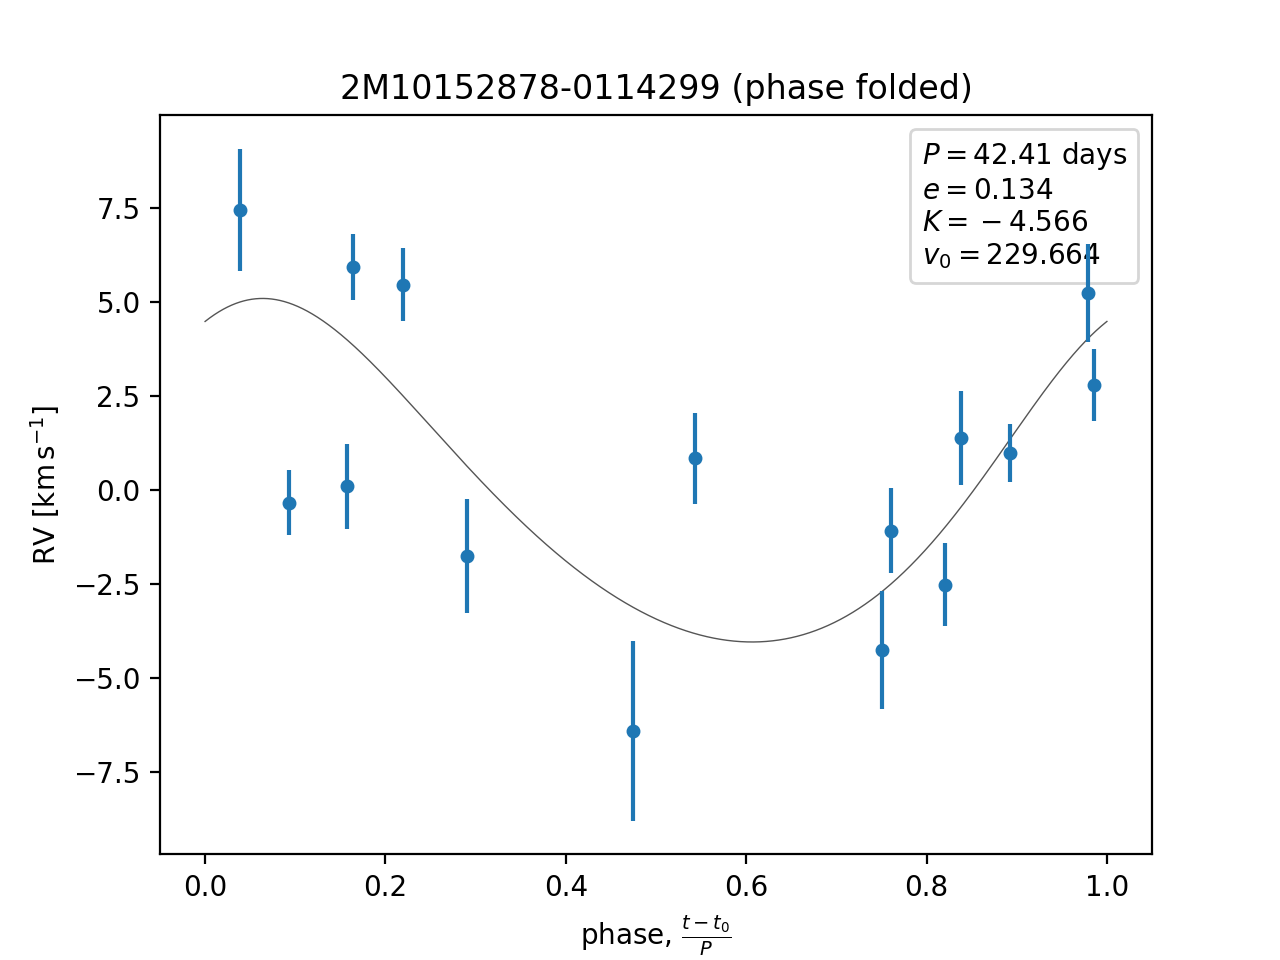 2M10152878-0114299 (phase folded)
P = 42.41 days
e = 0.134
K = −4.566
v₀ = 229.664
RV [km s⁻¹]
7.5
5.0
2.5
0.0
−2.5
−5.0
−7.5
0.0 0.2 0.4 0.6 0.8 1.0
phase, (t − t₀)/P